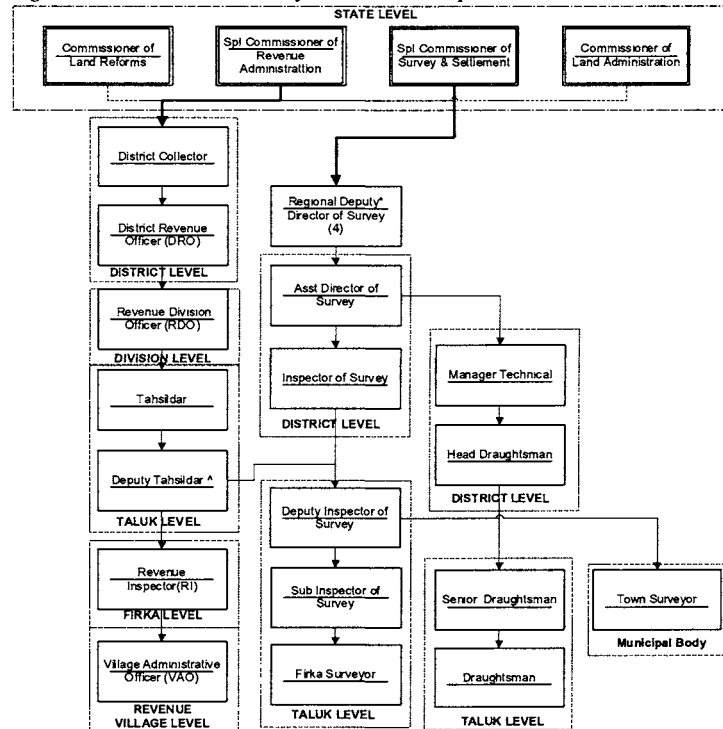 STATE LEVEL
Commissioner of
Land Reforms
Spl Commissioner of
Revenue
Administrattion
Spl Commissioner of
Survey & Settlement
Commissioner of
Land Administration
District Collector
District Revenue
Officer (DRO)
DISTRICT LEVEL
Revenue Division
Officer (RDO)
DIVISION LEVEL
Tahsildar
Deputy Tahsildar ^
TALUK LEVEL
Revenue
Inspector(RI)
FIRKA LEVEL
Village Administrative
Officer (VAO)
REVENUE
VILLAGE LEVEL
Regional Deputy*
Director of Survey
(4)
Asst Director of
Survey
Inspector of Survey
DISTRICT LEVEL
Deputy Inspector of
Survey
Sub Inspector of
Survey
Firka Surveyor
TALUK LEVEL
Manager Technical
Head Draughtsman
DISTRICT LEVEL
Senior Draughtsman
Draughtsman
TALUK LEVEL
Town Surveyor
Municipal Body